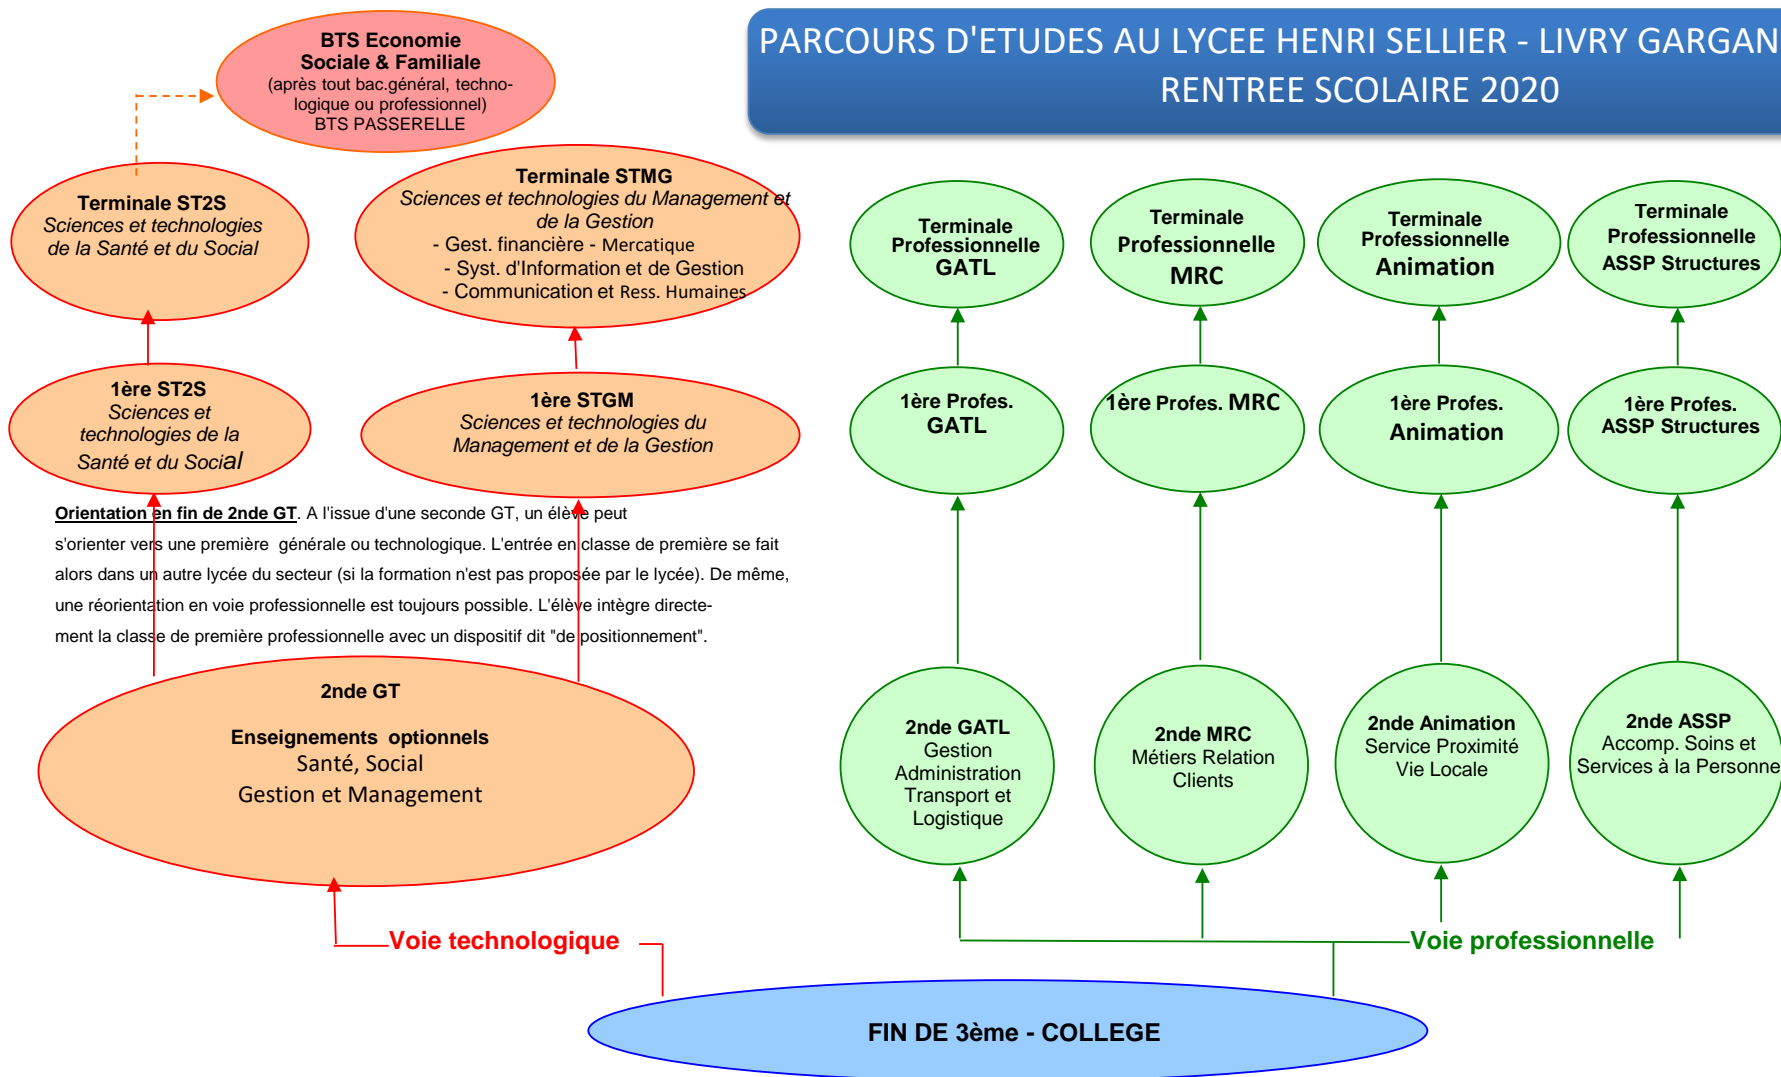 PARCOURS D'ETUDES AU LYCEE HENRI SELLIER - LIVRY GARGAN
RENTREE SCOLAIRE 2020
BTS Economie
Sociale & Familiale
(après tout bac.général, techno-
logique ou professionnel)
BTS PASSERELLE
Terminale ST2S
Sciences et technologies
de la Santé et du Social
Terminale STMG
Sciences et technologies du Management et
de la Gestion
- Gest. financière - Mercatique
- Syst. d'Information et de Gestion
- Communication et Ress. Humaines
Terminale
Professionnelle
GATL
Terminale
Professionnelle
MRC
Terminale
Professionnelle
Animation
Terminale
Professionnelle
ASSP Structures
1ère ST2S
Sciences et
technologies de la
Santé et du Social
1ère STGM
Sciences et technologies du
Management et de la Gestion
1ère Profes.
GATL
1ère Profes. MRC
1ère Profes.
Animation
1ère Profes.
ASSP Structures
Orientation en fin de 2nde GT. A l'issue d'une seconde GT, un élève peut
s'orienter vers une première générale ou technologique. L'entrée en classe de première se fait
alors dans un autre lycée du secteur (si la formation n'est pas proposée par le lycée). De même,
une réorientation en voie professionnelle est toujours possible. L'élève intègre directe-
ment la classe de première professionnelle avec un dispositif dit "de positionnement".
2nde GT
Enseignements optionnels
Santé, Social
Gestion et Management
2nde GATL
Gestion
Administration
Transport et
Logistique
2nde MRC
Métiers Relation
Clients
2nde Animation
Service Proximité
Vie Locale
2nde ASSP
Accomp. Soins et
Services à la Personne
Voie technologique
Voie professionnelle
FIN DE 3ème - COLLEGE